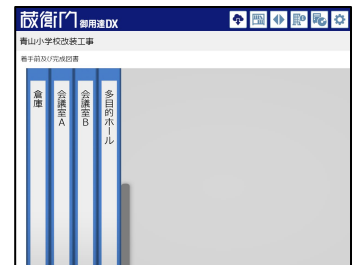 蔵衛門御用達DX
青山小学校改装工事
着手前及び完成図書
倉庫
会議室A
会議室B
多目的ホール